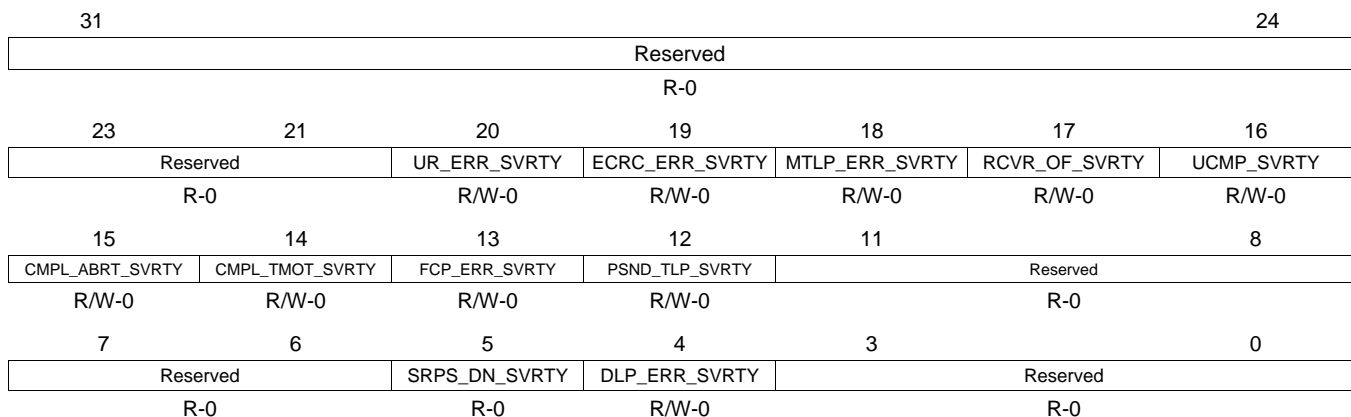 31 24
Reserved
R-0
23 21 20 19 18 17 16
Reserved UR_ERR_SVRTY ECRC_ERR_SVRTY MTLP_ERR_SVRTY RCVR_OF_SVRTY UCMP_SVRTY
R-0 R/W-0 R/W-0 R/W-0 R/W-0 R/W-0
15 14 13 12 11 8
CMPL_ABRT_SVRTY CMPL_TMOT_SVRTY FCP_ERR_SVRTY PSND_TLP_SVRTY Reserved
R/W-0 R/W-0 R/W-0 R/W-0 R-0
7 6 5 4 3 0
Reserved SRPS_DN_SVRTY DLP_ERR_SVRTY Reserved
R-0 R-0 R/W-0 R-0